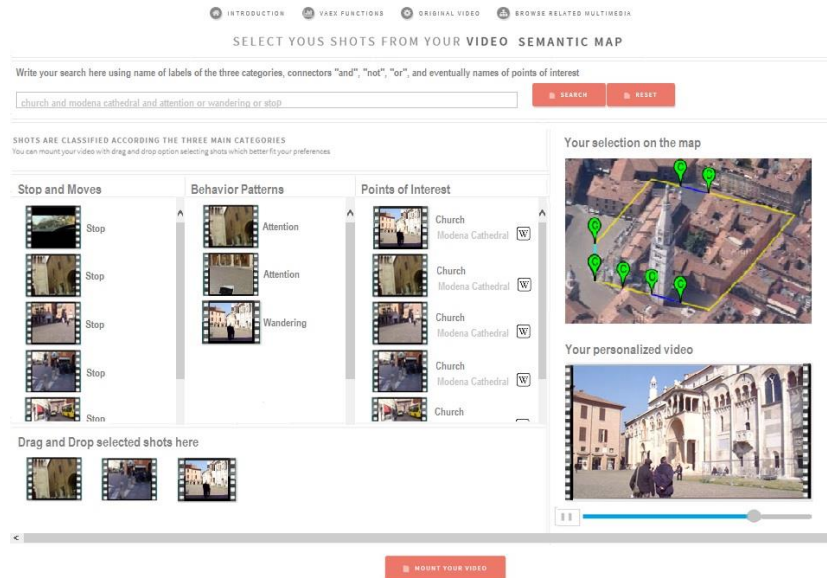 INTRODUCTION VAEX FUNCTIONS ORIGINAL VIDEO BROWSE RELATED MULTIMEDIA
SELECT YOUS SHOTS FROM YOUR VIDEO SEMANTIC MAP
Write your search here using name of labels of the three categories, connectors "and", "not", "or", and eventually names of points of interest
church and modena cathedral and attention or wandering or stop
SEARCH RESET
SHOTS ARE CLASSIFIED ACCORDING THE THREE MAIN CATEGORIES
You can mount your video with drag and drop option selecting shots which better fit your preferences
Stop and Moves
Stop
Stop
Stop
Stop
Stop
Behavior Patterns
Attention
Attention
Wandering
Points of Interest
Church
Modena Cathedral W
Church
Modena Cathedral W
Church
Modena Cathedral W
Church
Modena Cathedral W
Church
Drag and Drop selected shots here
Your selection on the map
C
C
C
C
C
C
C
Your personalized video
MOUNT YOUR VIDEO